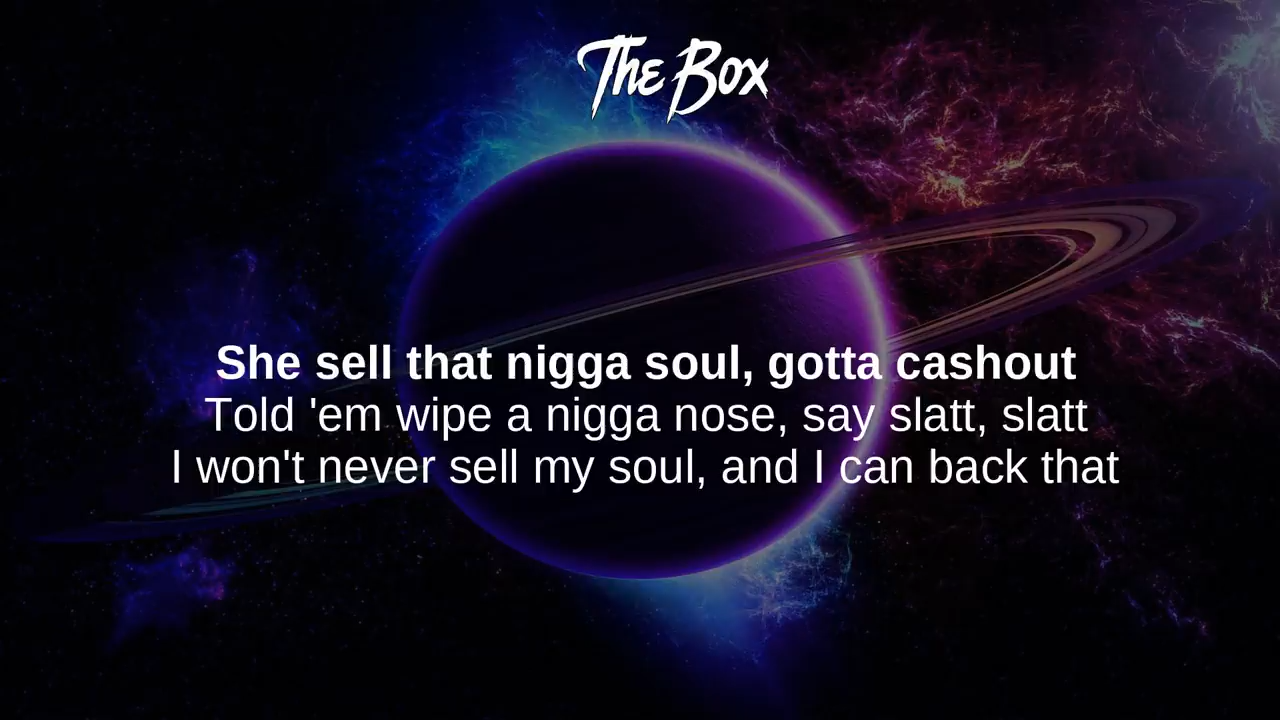 The Box
She sell that nigga soul, gotta cashout
Told 'em wipe a nigga nose, say slatt, slatt
I won't never sell my soul, and I can back that